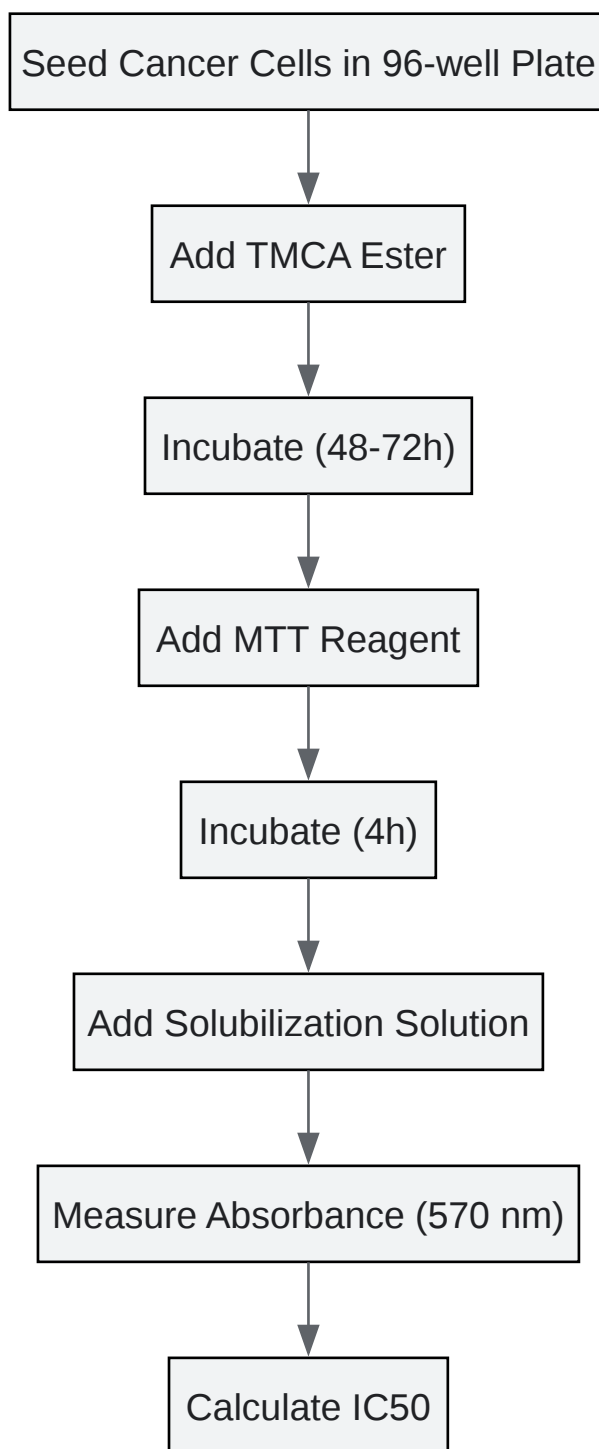 Seed Cancer Cells in 96-well Plate
Add TMCA Ester
Incubate (48-72h)
Add MTT Reagent
Incubate (4h)
Add Solubilization Solution
Measure Absorbance (570 nm)
Calculate IC50